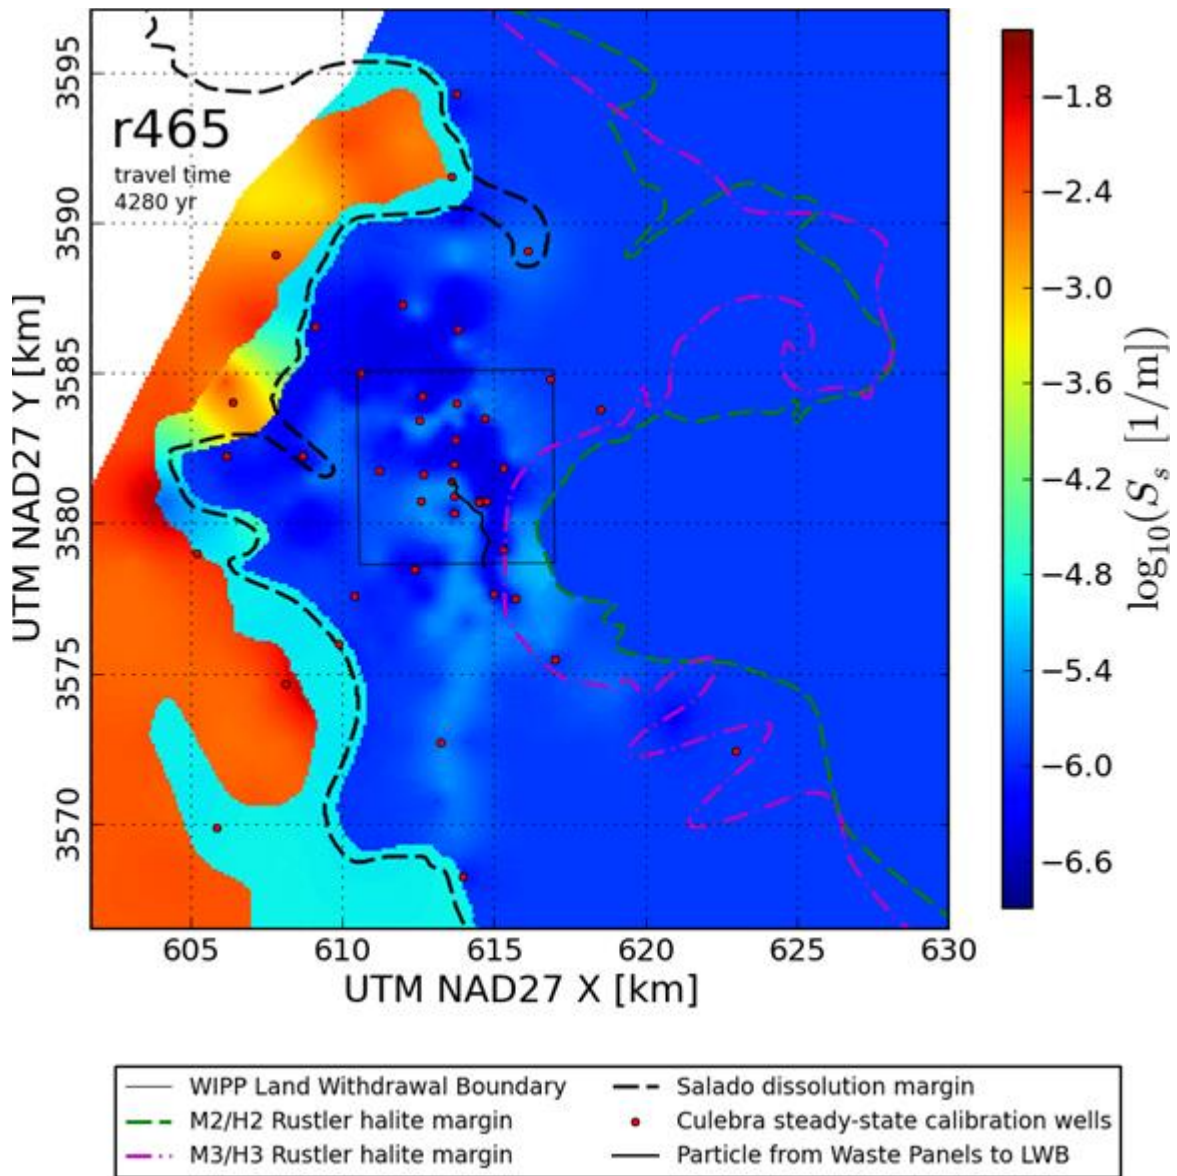 3595
3590
3585
3580
3575
3570
UTM NAD27 Y [km]
r465
travel time
4280 yr
605 610 615 620 625 630
UTM NAD27 X [km]
−1.8
−2.4
−3.0
−3.6
−4.2
−4.8
−5.4
−6.0
−6.6
log₁₀(Sₛ [1/m])
WIPP Land Withdrawal Boundary
M2/H2 Rustler halite margin
M3/H3 Rustler halite margin
Salado dissolution margin
Culebra steady-state calibration wells
Particle from Waste Panels to LWB